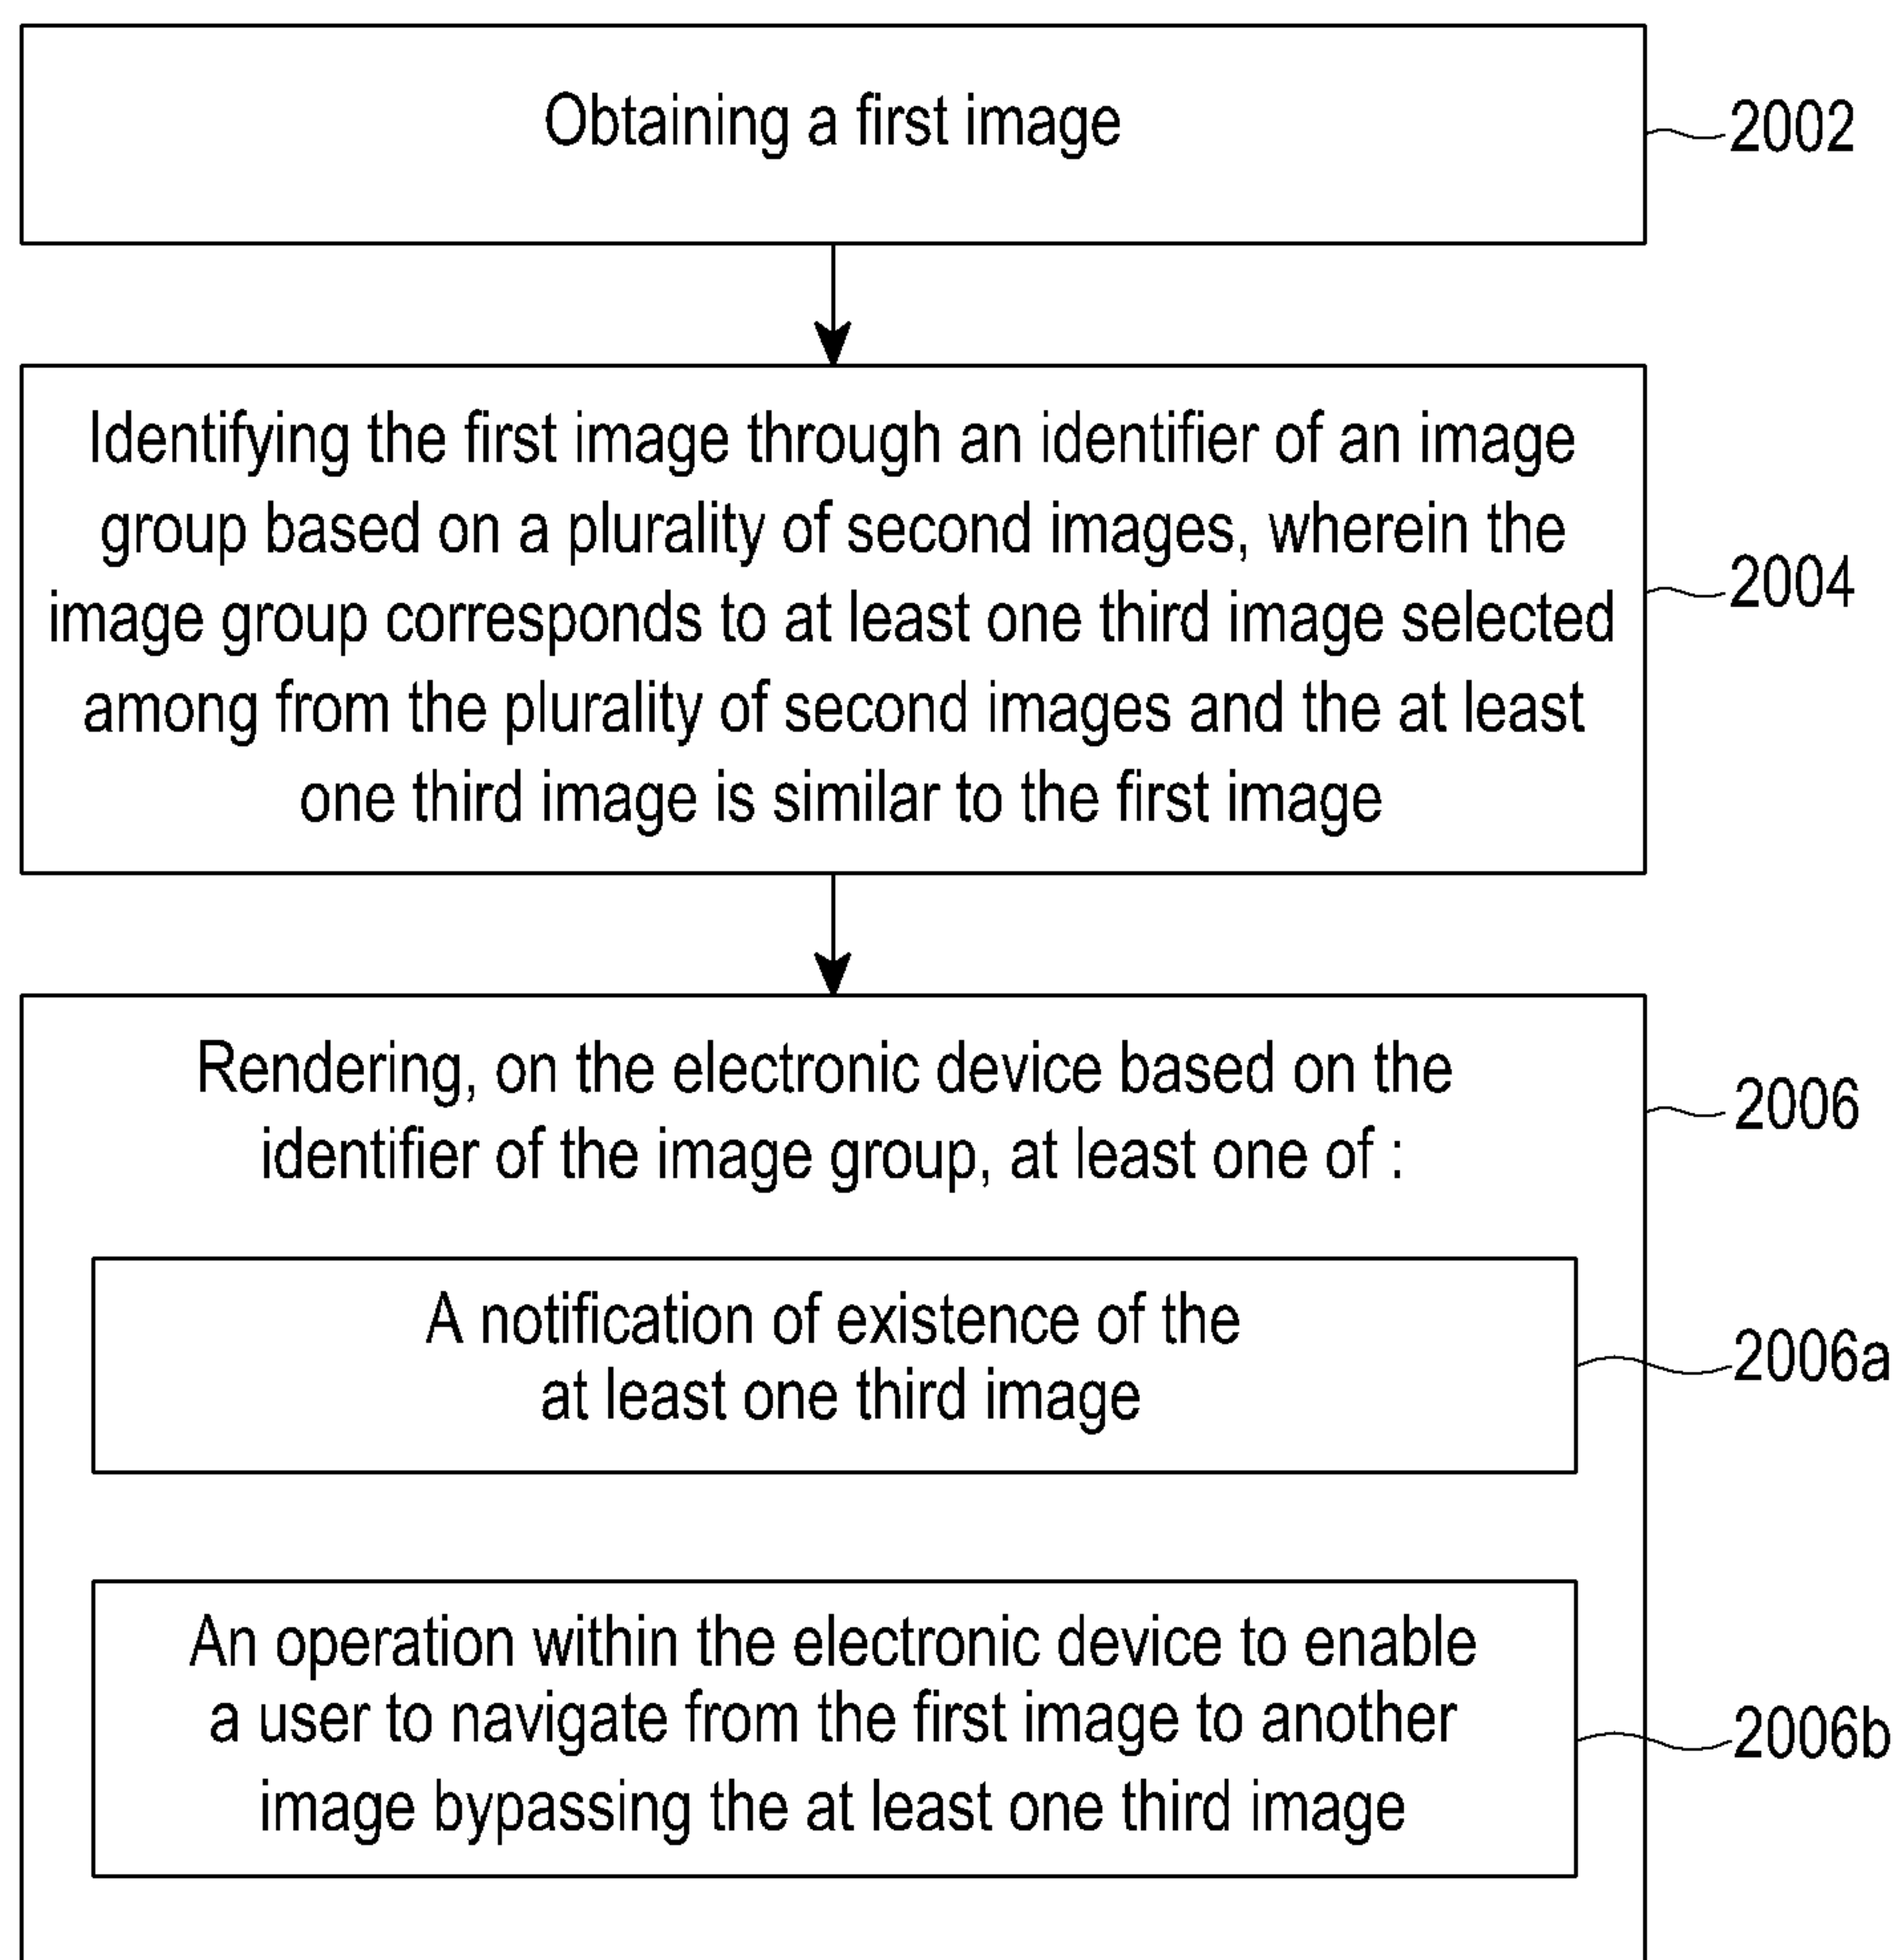 Obtaining a first image
2002
Identifying the first image through an identifier of an image
group based on a plurality of second images, wherein the
image group corresponds to at least one third image selected
among from the plurality of second images and the at least
one third image is similar to the first image
2004
Rendering, on the electronic device based on the
identifier of the image group, at least one of :
2006
A notification of existence of the
at least one third image
2006a
An operation within the electronic device to enable
a user to navigate from the first image to another
image bypassing the at least one third image
2006b